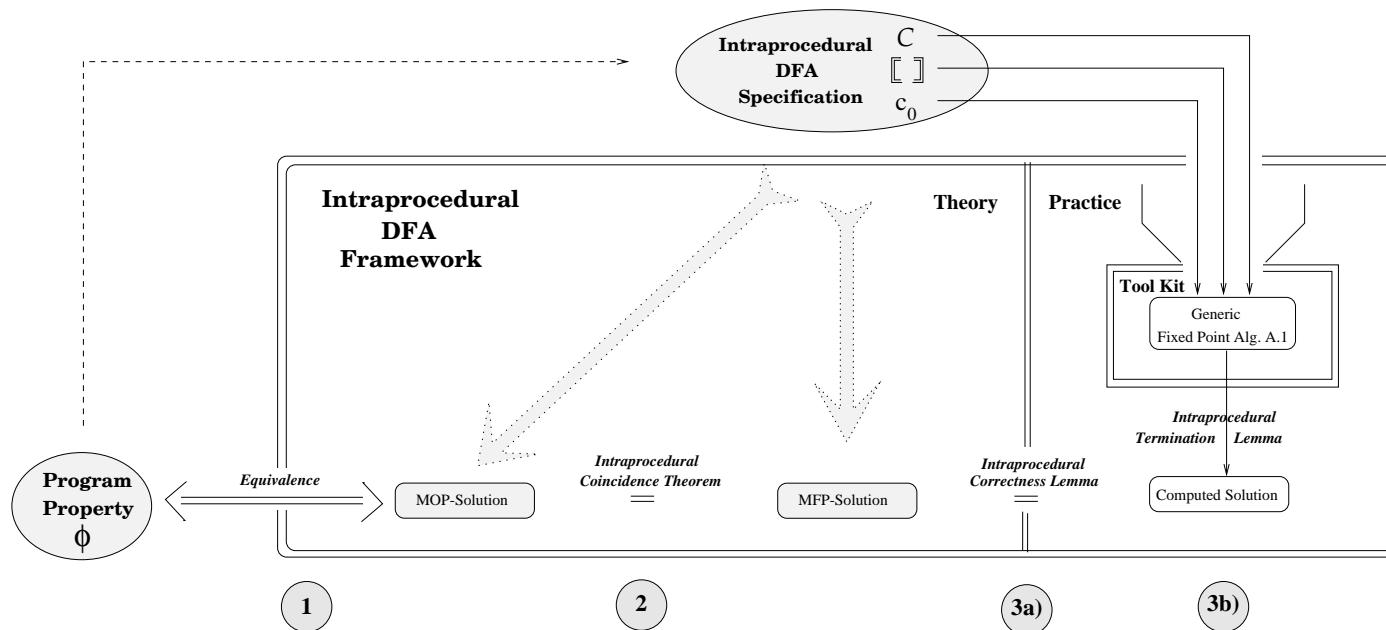 Intraprocedural
DFA
Specification
C
⟦ ⟧
c₀
Intraprocedural
DFA
Framework
Theory
Practice
Tool Kit
Generic
Fixed Point Alg. A.1
Intraprocedural
Termination Lemma
Program
Property
ϕ
Equivalence
MOP-Solution
Intraprocedural
Coincidence Theorem
=
MFP-Solution
Intraprocedural
Correctness Lemma
=
Computed Solution
1
2
3a)
3b)